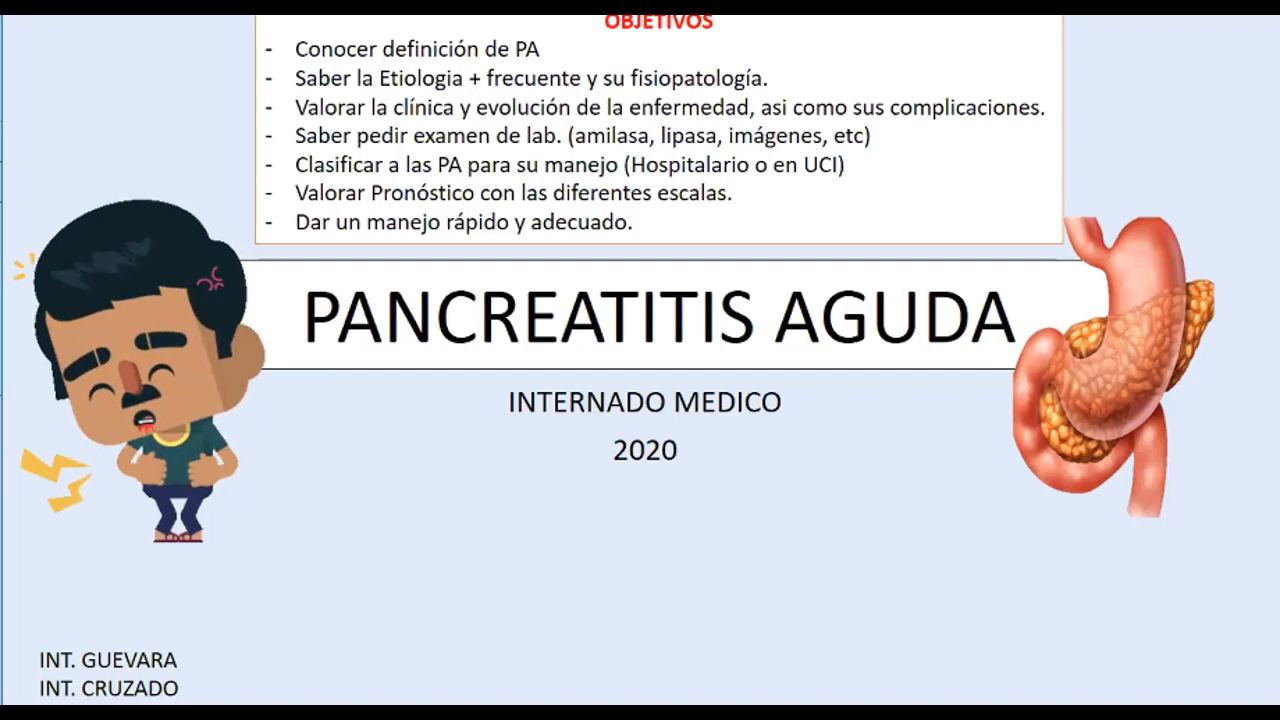 OBJETIVOS
- Conocer definición de PA
- Saber la Etiologia + frecuente y su fisiopatología.
- Valorar la clínica y evolución de la enfermedad, asi como sus complicaciones.
- Saber pedir examen de lab. (amilasa, lipasa, imágenes, etc)
- Clasificar a las PA para su manejo (Hospitalario o en UCI)
- Valorar Pronóstico con las diferentes escalas.
- Dar un manejo rápido y adecuado.
PANCREATITIS AGUDA
INTERNADO MEDICO
2020
INT. GUEVARA
INT. CRUZADO